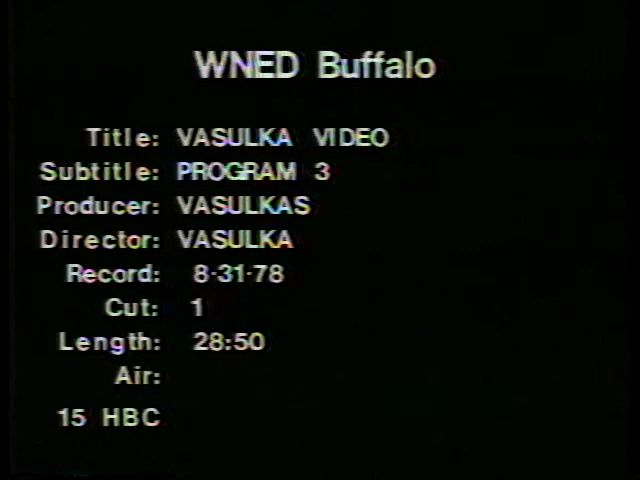 WNED Buffalo
Title: VASULKA VIDEO
Subtitle: PROGRAM 3
Producer: VASULKAS
Director: VASULKA
Record: 8-31-78
Cut: 1
Length: 28:50
Air:
15 HBC